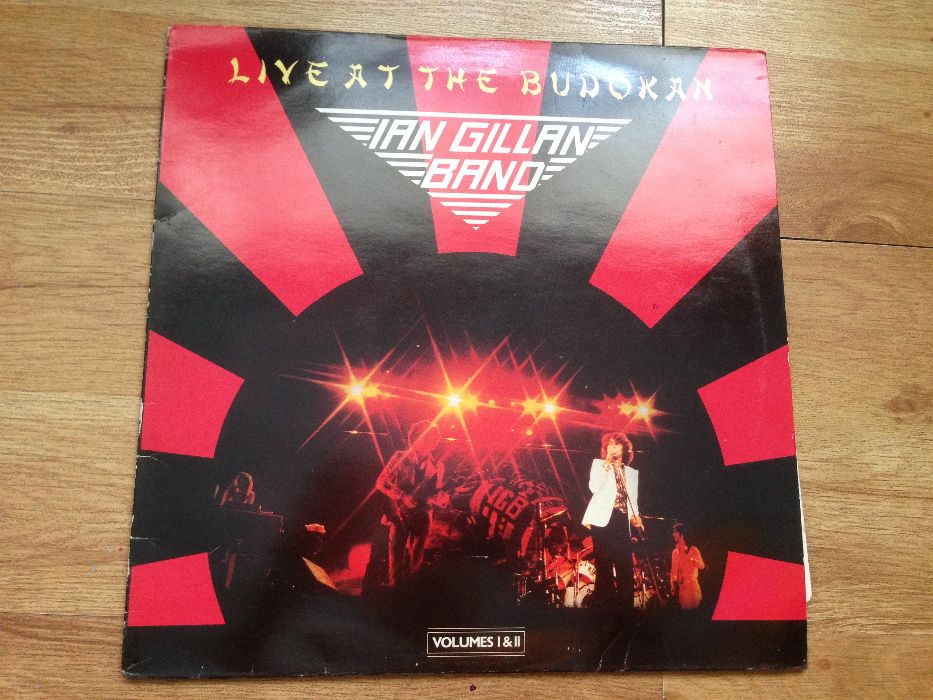 LIVE AT THE BUDOKAN
IAN GILLAN
BAND
VOLUMES I & II